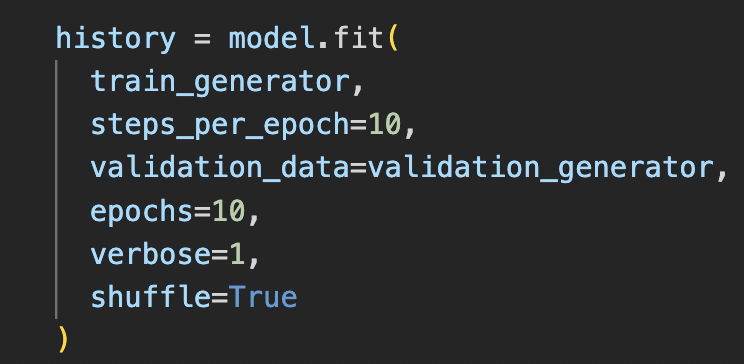 history = model.fit(
  train_generator,
  steps_per_epoch=10,
  validation_data=validation_generator,
  epochs=10,
  verbose=1,
  shuffle=True
)